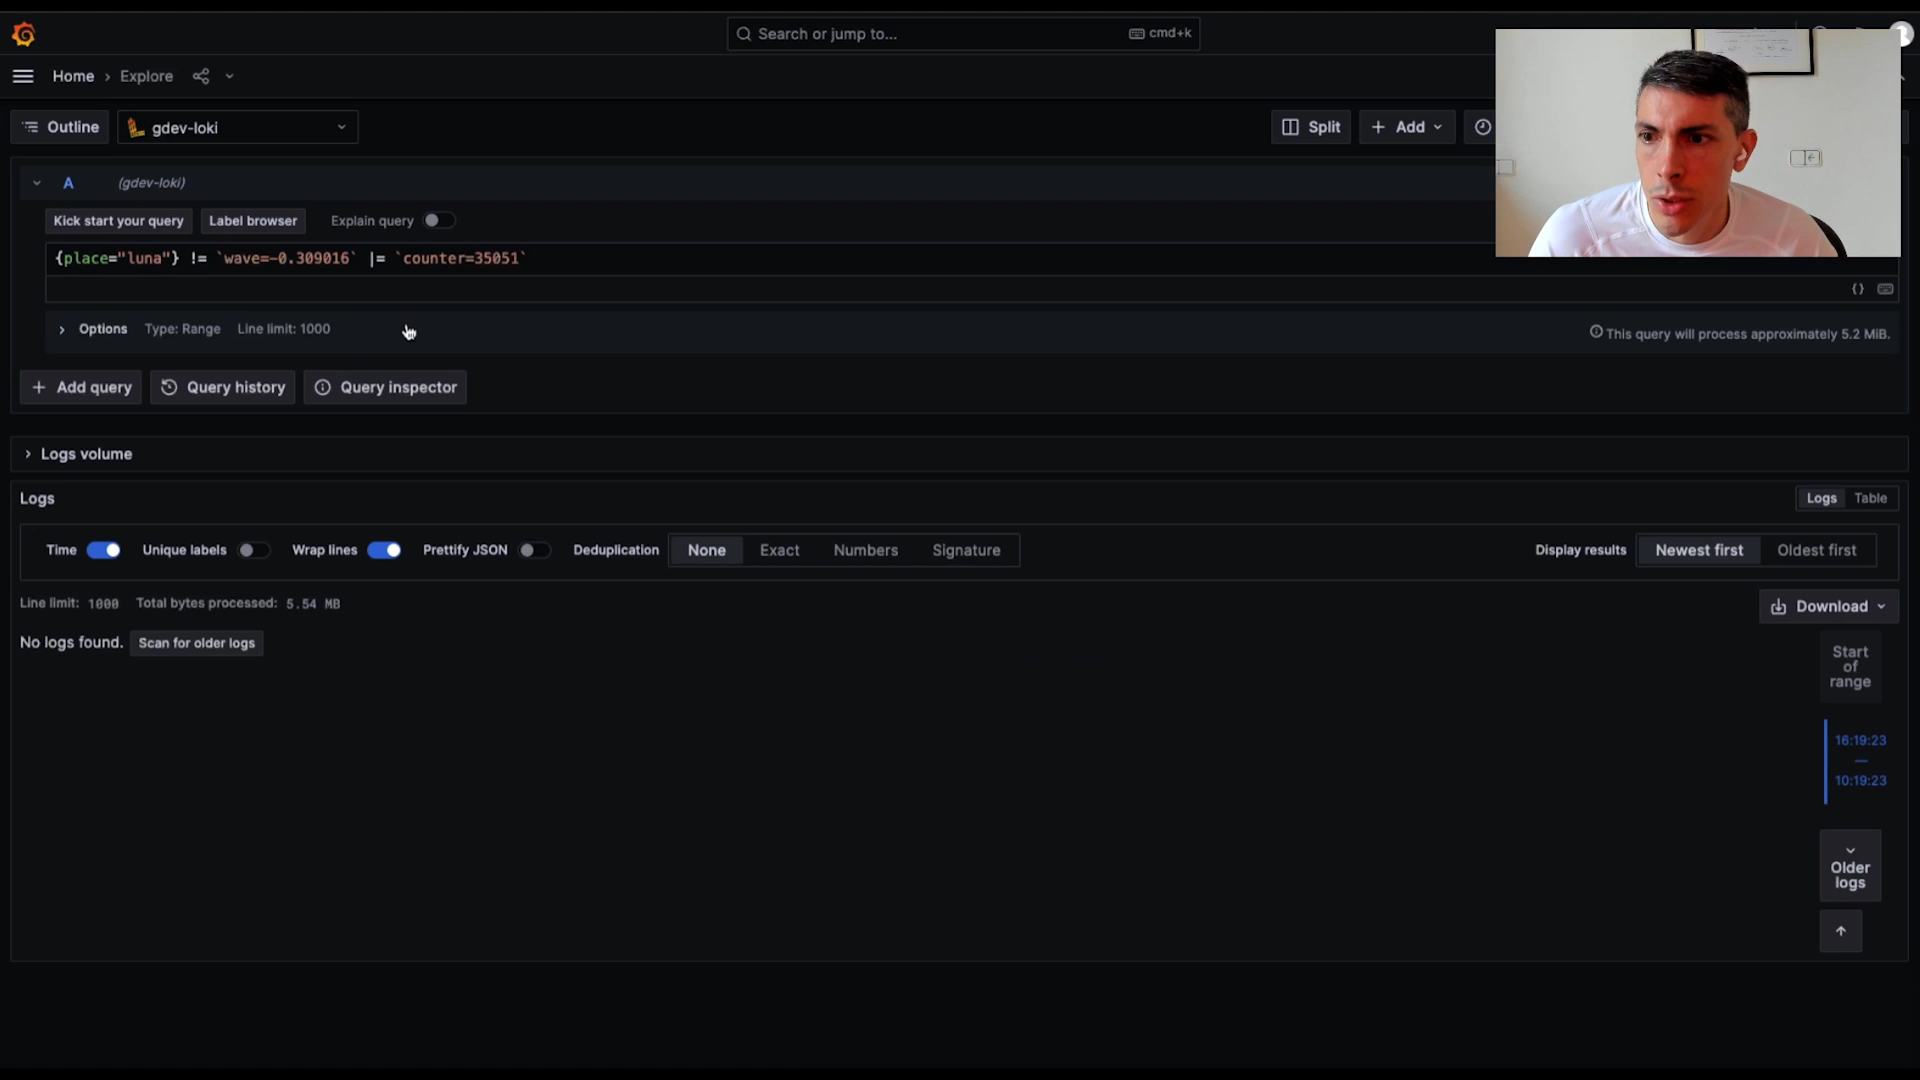 Search or jump to... cmd+k
Home › Explore
Outline gdev-loki Split + Add
A (gdev-loki)
Kick start your query Label browser Explain query
{place="luna"} != `wave=-0.309016` |= `counter=35051`
{}
› Options Type: Range Line limit: 1000 This query will process approximately 5.2 MiB.
+ Add query Query history Query inspector
› Logs volume
Logs Logs Table
Time Unique labels Wrap lines Prettify JSON Deduplication None Exact Numbers Signature Display results Newest first Oldest first
Line limit: 1000 Total bytes processed: 5.54 MB Download
No logs found. Scan for older logs
Start
of
range
16:19:23
—
10:19:23
Older
logs